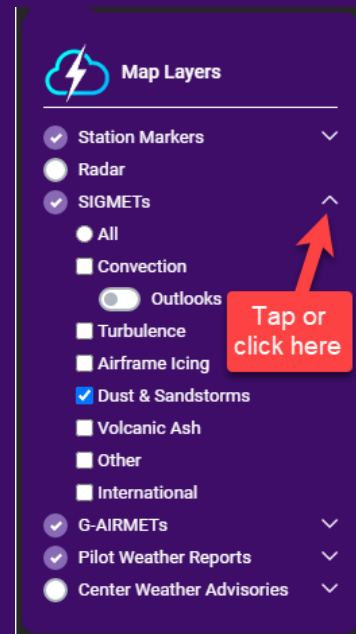 Map Layers
Station Markers
Radar
SIGMETs
All
Convection
Outlooks
Tap or
click here
Turbulence
Airframe Icing
Dust & Sandstorms
Volcanic Ash
Other
International
G-AIRMETs
Pilot Weather Reports
Center Weather Advisories